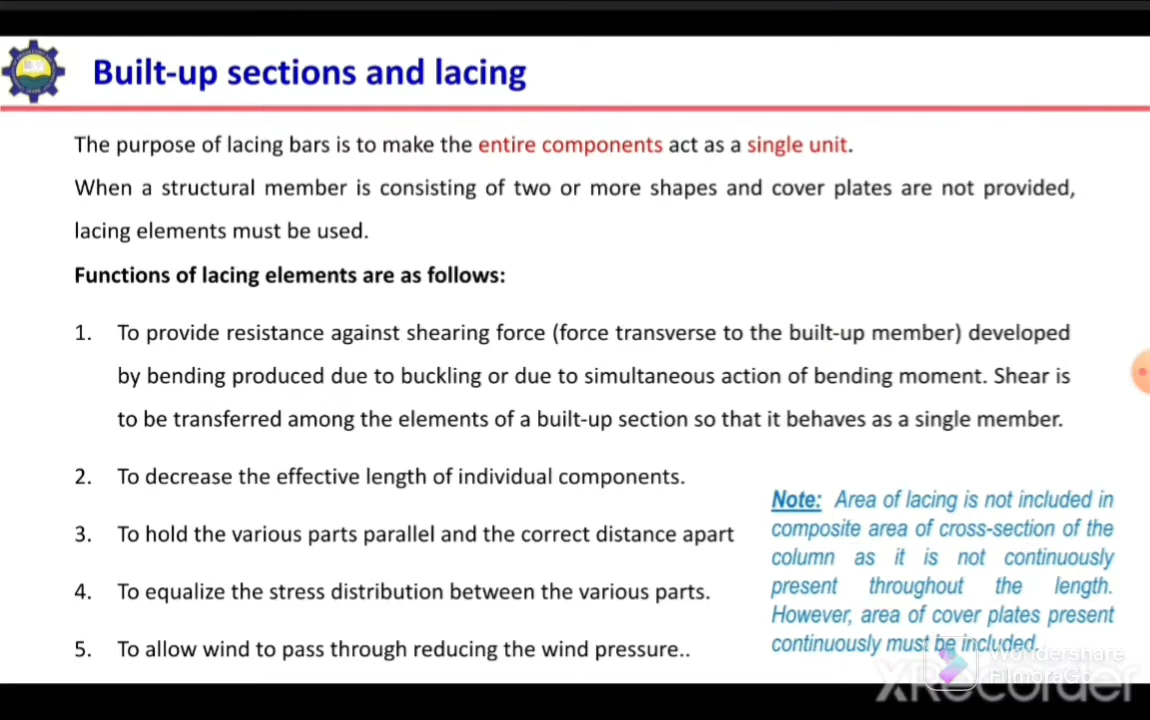 Built-up sections and lacing
The purpose of lacing bars is to make the entire components act as a single unit.
When a structural member is consisting of two or more shapes and cover plates are not provided,
lacing elements must be used.
Functions of lacing elements are as follows:
1. To provide resistance against shearing force (force transverse to the built-up member) developed
by bending produced due to buckling or due to simultaneous action of bending moment. Shear is
to be transferred among the elements of a built-up section so that it behaves as a single member.
2. To decrease the effective length of individual components.
3. To hold the various parts parallel and the correct distance apart
4. To equalize the stress distribution between the various parts.
5. To allow wind to pass through reducing the wind pressure..
Note: Area of lacing is not included in
composite area of cross-section of the
column as it is not continuously
present throughout the length.
However, area of cover plates present
continuously must be included.
Wondershare
FilmoraGo
XRecorder